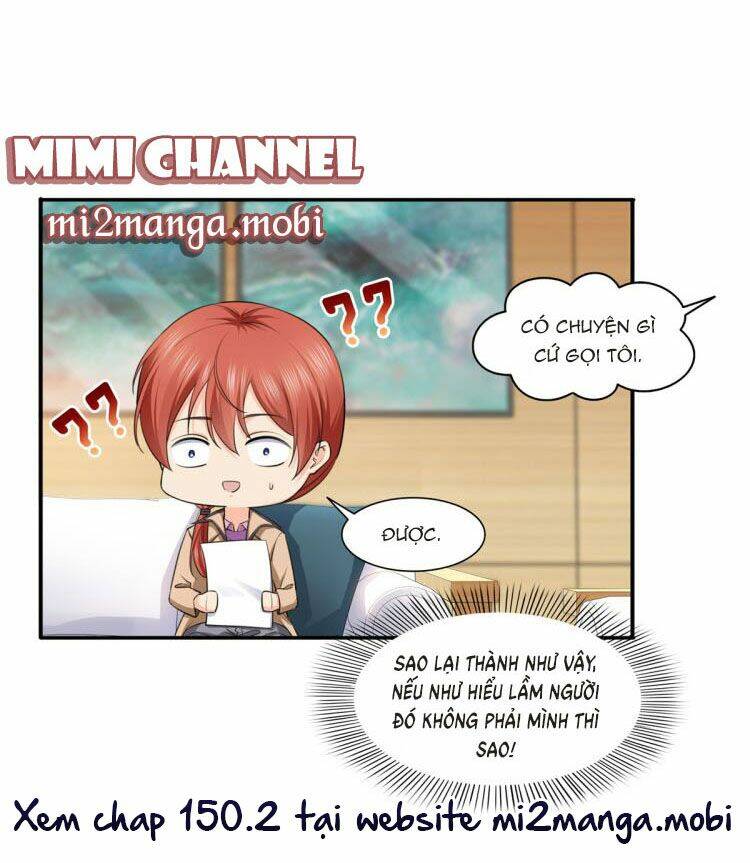 MIMI CHANNEL
mi2manga.mobi
??
??
CÓ CHUYỆN GÌ
CỨ GỌI TÔI.
ĐƯỢC.
SAO LẠI THÀNH NHƯ VẬY,
NẾU NHƯ HIỂU LẦM NGƯỜI
ĐÓ KHÔNG PHẢI MÌNH THÌ
SAO!
Xem chap 150.2 tại website mi2manga.mobi